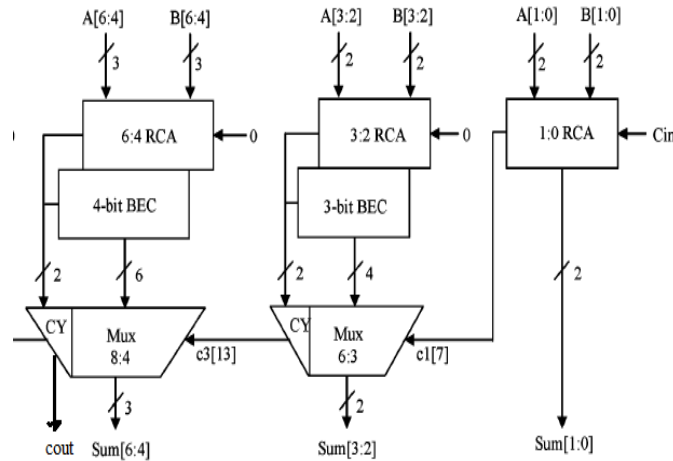 A[6:4] B[6:4] A[3:2] B[3:2] A[1:0] B[1:0]
3 3 2 2 2 2
6:4 RCA 0 3:2 RCA 0 1:0 RCA Cin
4-bit BEC 3-bit BEC
2 6 2 4 2
CY Mux 8:4 c3[13] CY Mux 6:3 c1[7]
3 2
cout Sum[6:4] Sum[3:2] Sum[1:0]